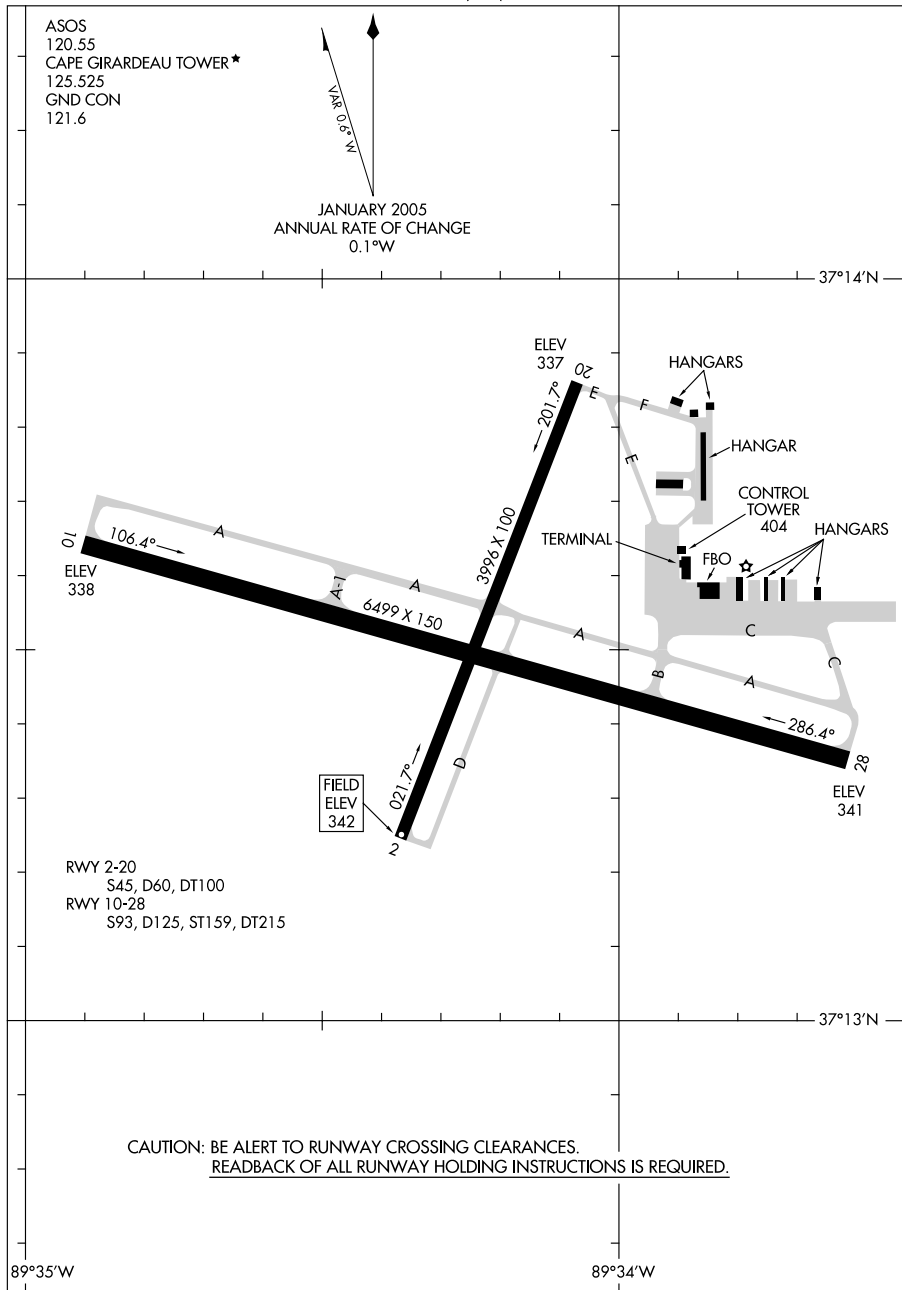 ASOS
120.55
CAPE GIRARDEAU TOWER★
125.525
GND CON
121.6
VAR 0.6° W
JANUARY 2005
ANNUAL RATE OF CHANGE
0.1°W
37°14'N
ELEV
337
20
E
F
HANGARS
201.7°
HANGAR
E
3996 X 100
CONTROL
TOWER
404
HANGARS
TERMINAL
FBO
A
10
106.4°
ELEV
338
A-1
A
6499 X 150
A
C
C
B
A
286.4°
28
ELEV
341
D
021.7°
FIELD
ELEV
342
2
RWY 2-20
S45, D60, DT100
RWY 10-28
S93, D125, ST159, DT215
37°13'N
CAUTION: BE ALERT TO RUNWAY CROSSING CLEARANCES.
READBACK OF ALL RUNWAY HOLDING INSTRUCTIONS IS REQUIRED.
89°35'W
89°34'W